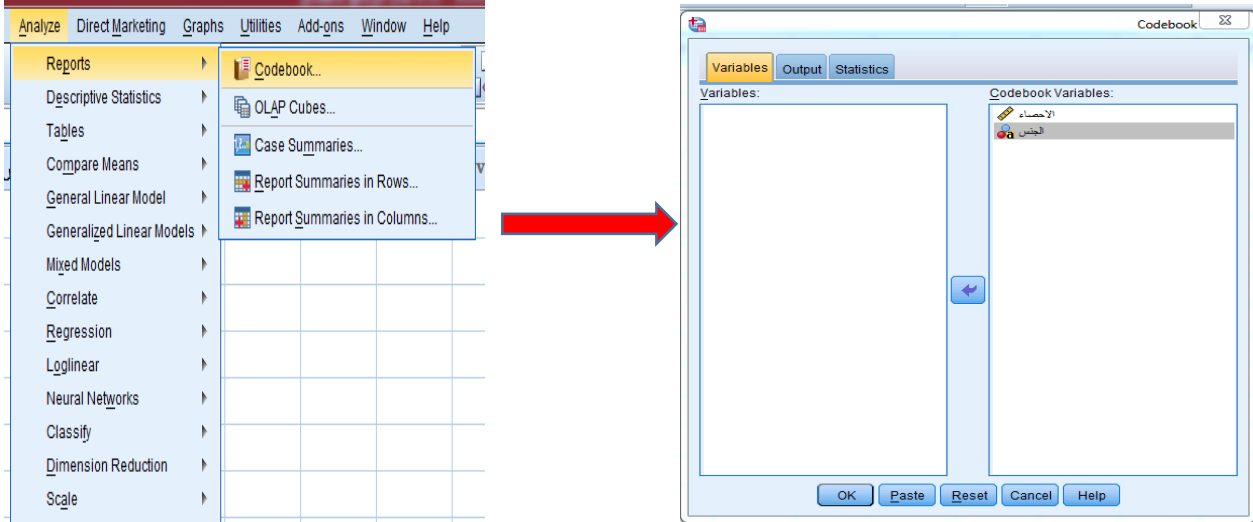 Analyze Direct Marketing Graphs Utilities Add-ons Window Help
Reports
Descriptive Statistics
Tables
Compare Means
General Linear Model
Generalized Linear Models
Mixed Models
Correlate
Regression
Loglinear
Neural Networks
Classify
Dimension Reduction
Scale
Codebook...
OLAP Cubes...
Case Summaries...
Report Summaries in Rows...
Report Summaries in Columns...
Codebook
Variables Output Statistics
Variables:
Codebook Variables:
الاحصاء
الجنس
OK Paste Reset Cancel Help